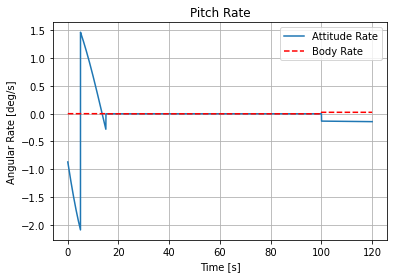 Pitch Rate
Attitude Rate
Body Rate
1.5
1.0
0.5
0.0
−0.5
−1.0
−1.5
−2.0
Angular Rate [deg/s]
0 20 40 60 80 100 120
Time [s]